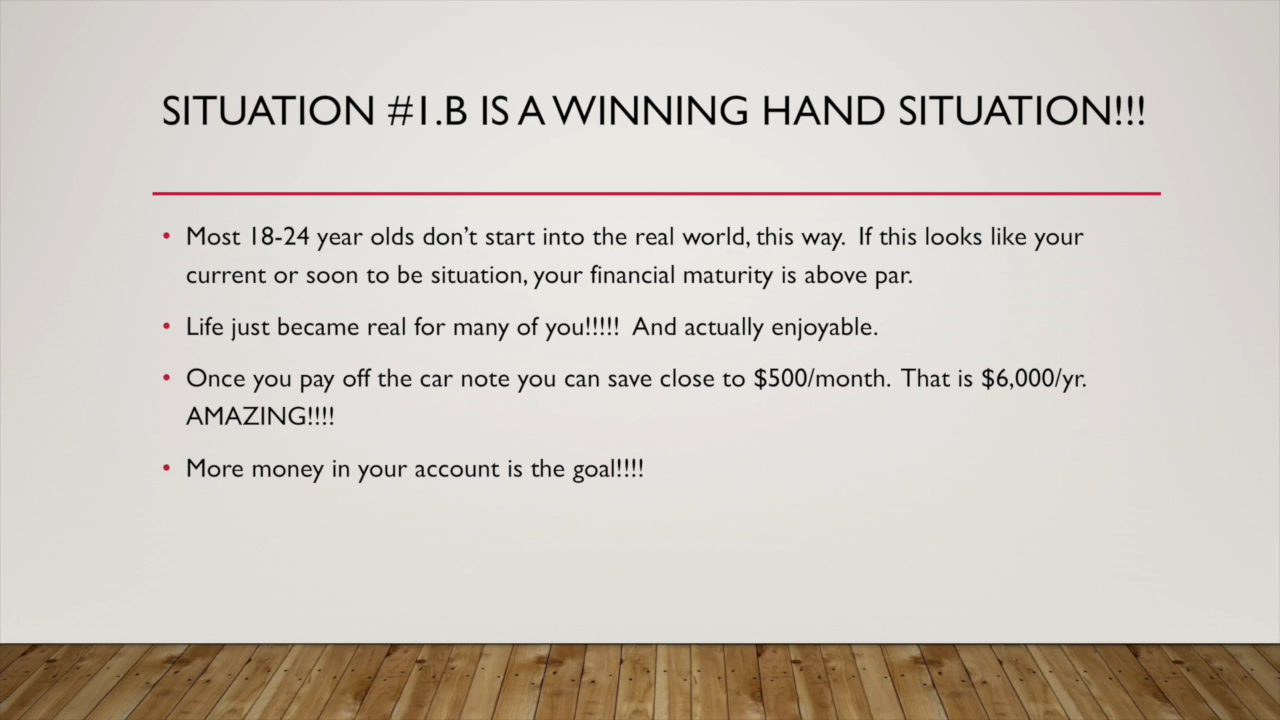 SITUATION #1.B IS A WINNING HAND SITUATION!!!
• Most 18-24 year olds don’t start into the real world, this way.  If this looks like your
current or soon to be situation, your financial maturity is above par.
• Life just became real for many of you!!!!!  And actually enjoyable.
• Once you pay off the car note you can save close to $500/month.  That is $6,000/yr.
AMAZING!!!!
• More money in your account is the goal!!!!